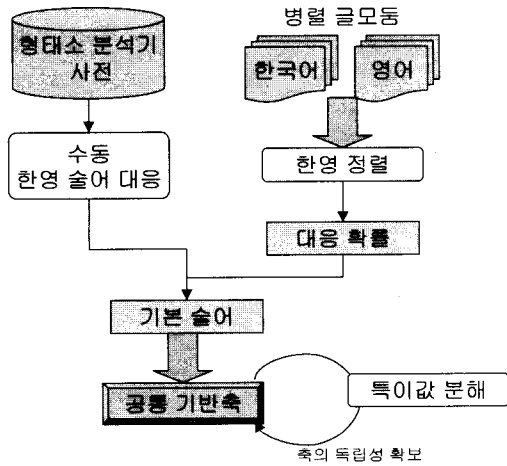 형태소 분석기
사전
병렬 글모둠
한국어
영어
수동
한영 술어 대응
한영 정렬
대응 확률
기본 술어
공통 기반축
특이값 분해
축의 독립성 확보